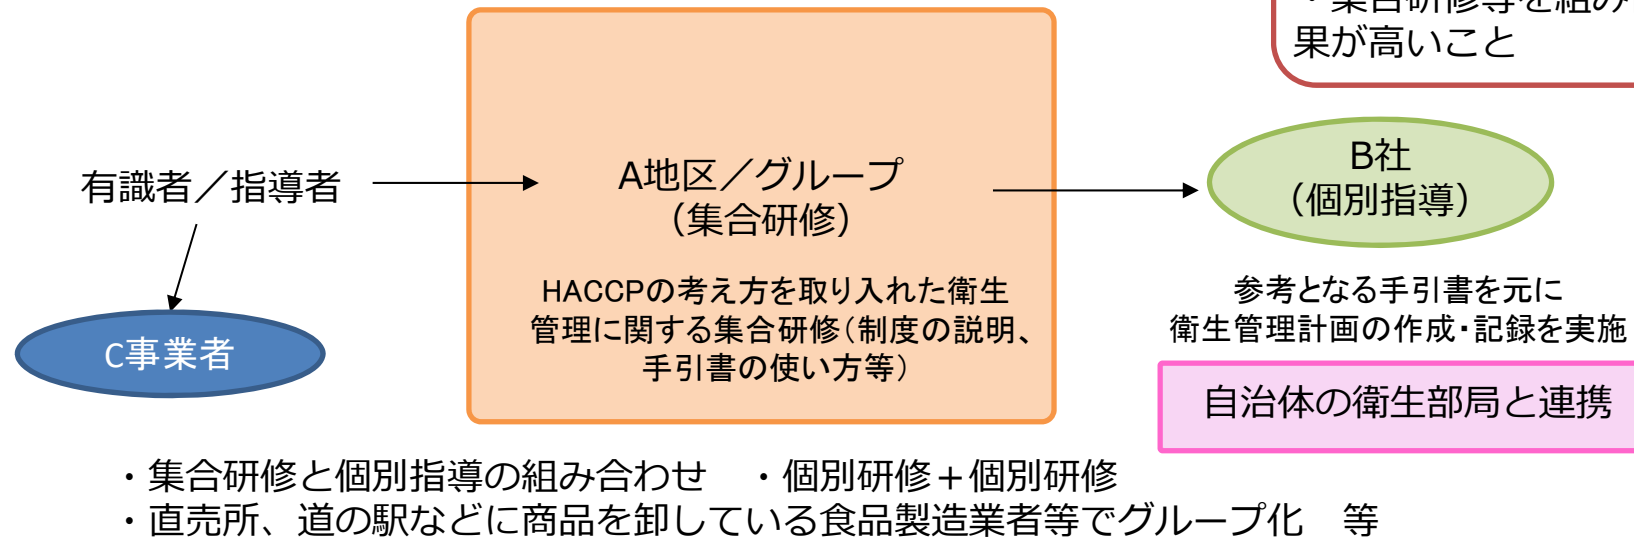 ・集合研修等を組み
果が高いこと
有識者／指導者
A地区／グループ
（集合研修）
HACCPの考え方を取り入れた衛生
管理に関する集合研修（制度の説明、
手引書の使い方等）
B社
（個別指導）
参考となる手引書を元に
衛生管理計画の作成・記録を実施
自治体の衛生部局と連携
C事業者
・集合研修と個別指導の組み合わせ　・個別研修＋個別研修
・直売所、道の駅などに商品を卸している食品製造業者等でグループ化　等